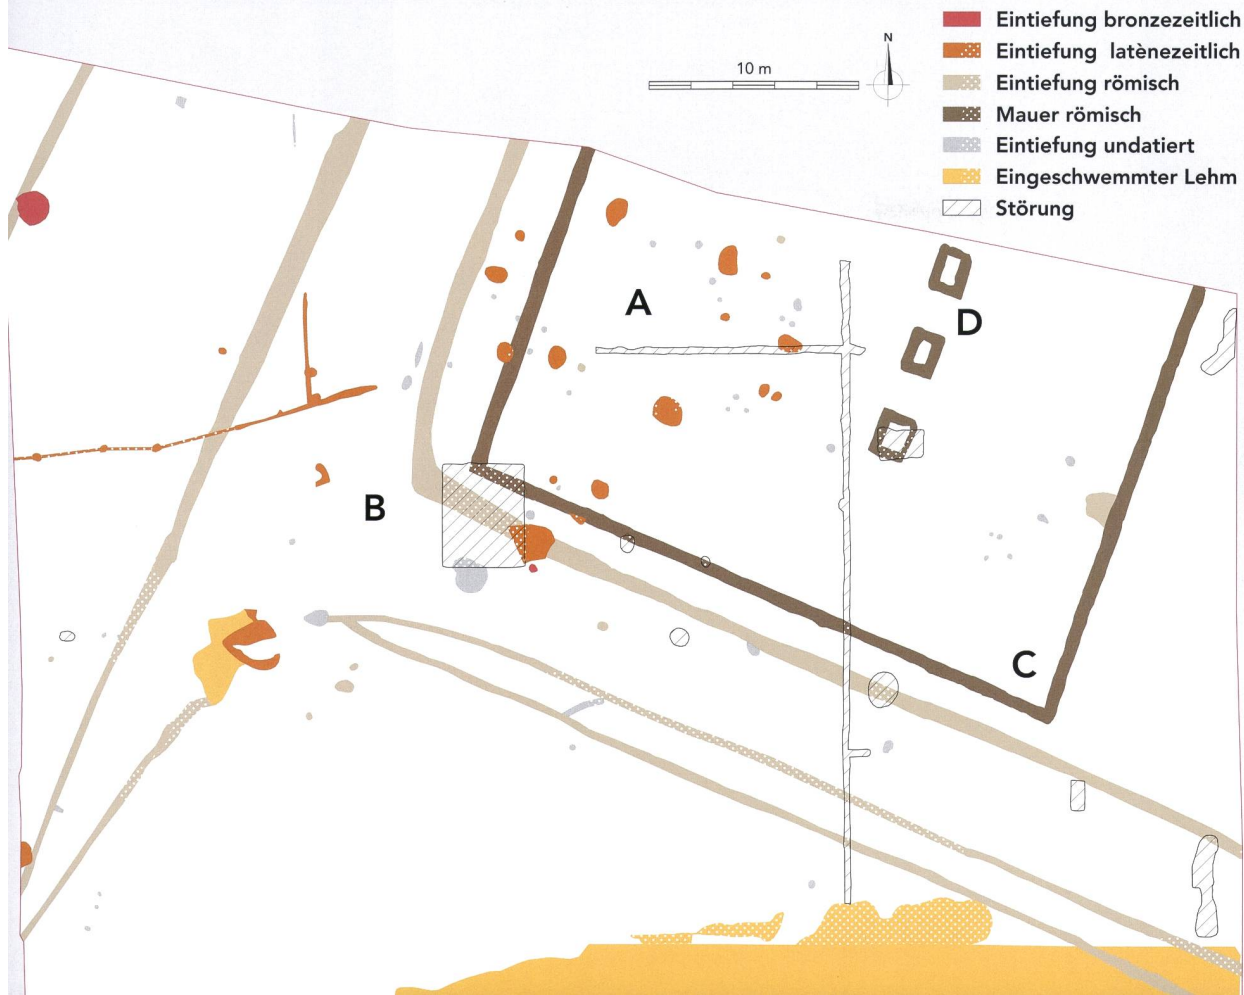 Eintiefung bronzezeitlich
Eintiefung latènezeitlich
Eintiefung römisch
Mauer römisch
Eintiefung undatiert
Eingeschwemmter Lehm
Störung
N
10 m
A
D
B
C